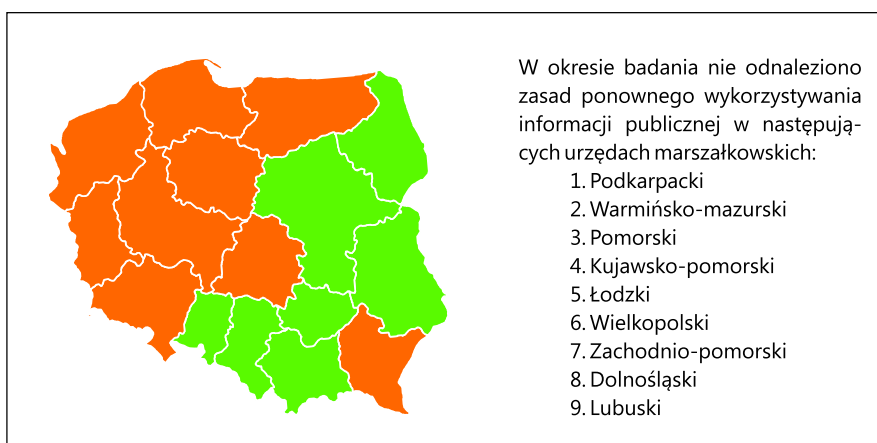 W okresie badania nie odnaleziono
zasad ponownego wykorzystywania
informacji publicznej w następują-
cych urzędach marszałkowskich:
1. Podkarpacki
2. Warmińsko-mazurski
3. Pomorski
4. Kujawsko-pomorski
5. Łodzki
6. Wielkopolski
7. Zachodnio-pomorski
8. Dolnośląski
9. Lubuski